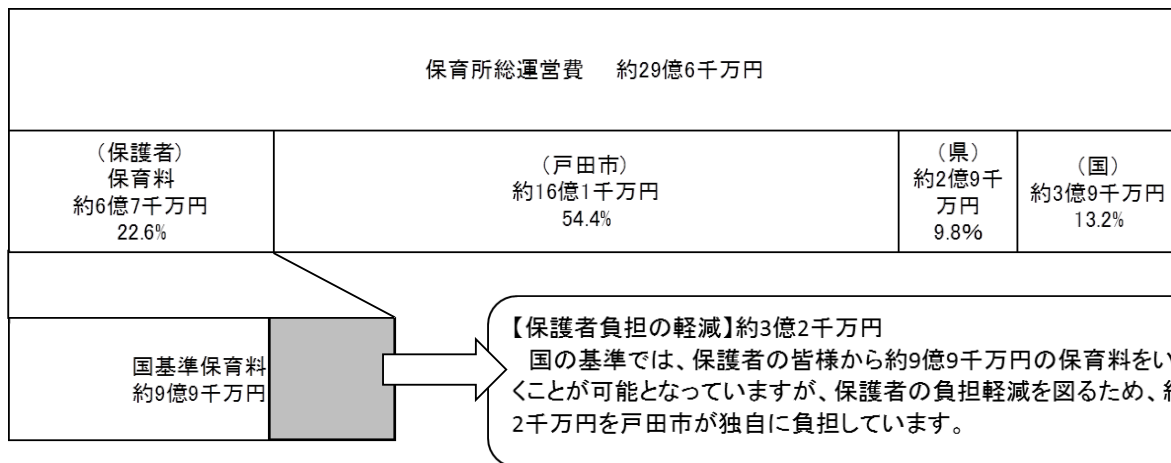 保育所総運営費　約29億6千万円
（保護者）
保育料
約6億7千万円
22.6%
（戸田市）
約16億1千万円
54.4%
（県）
約2億9千
万円
9.8%
（国）
約3億9千万円
13.2%
国基準保育料
約9億9千万円
【保護者負担の軽減】約3億2千万円
　国の基準では、保護者の皆様から約9億9千万円の保育料をい
くことが可能となっていますが、保護者の負担軽減を図るため、
2千万円を戸田市が独自に負担しています。